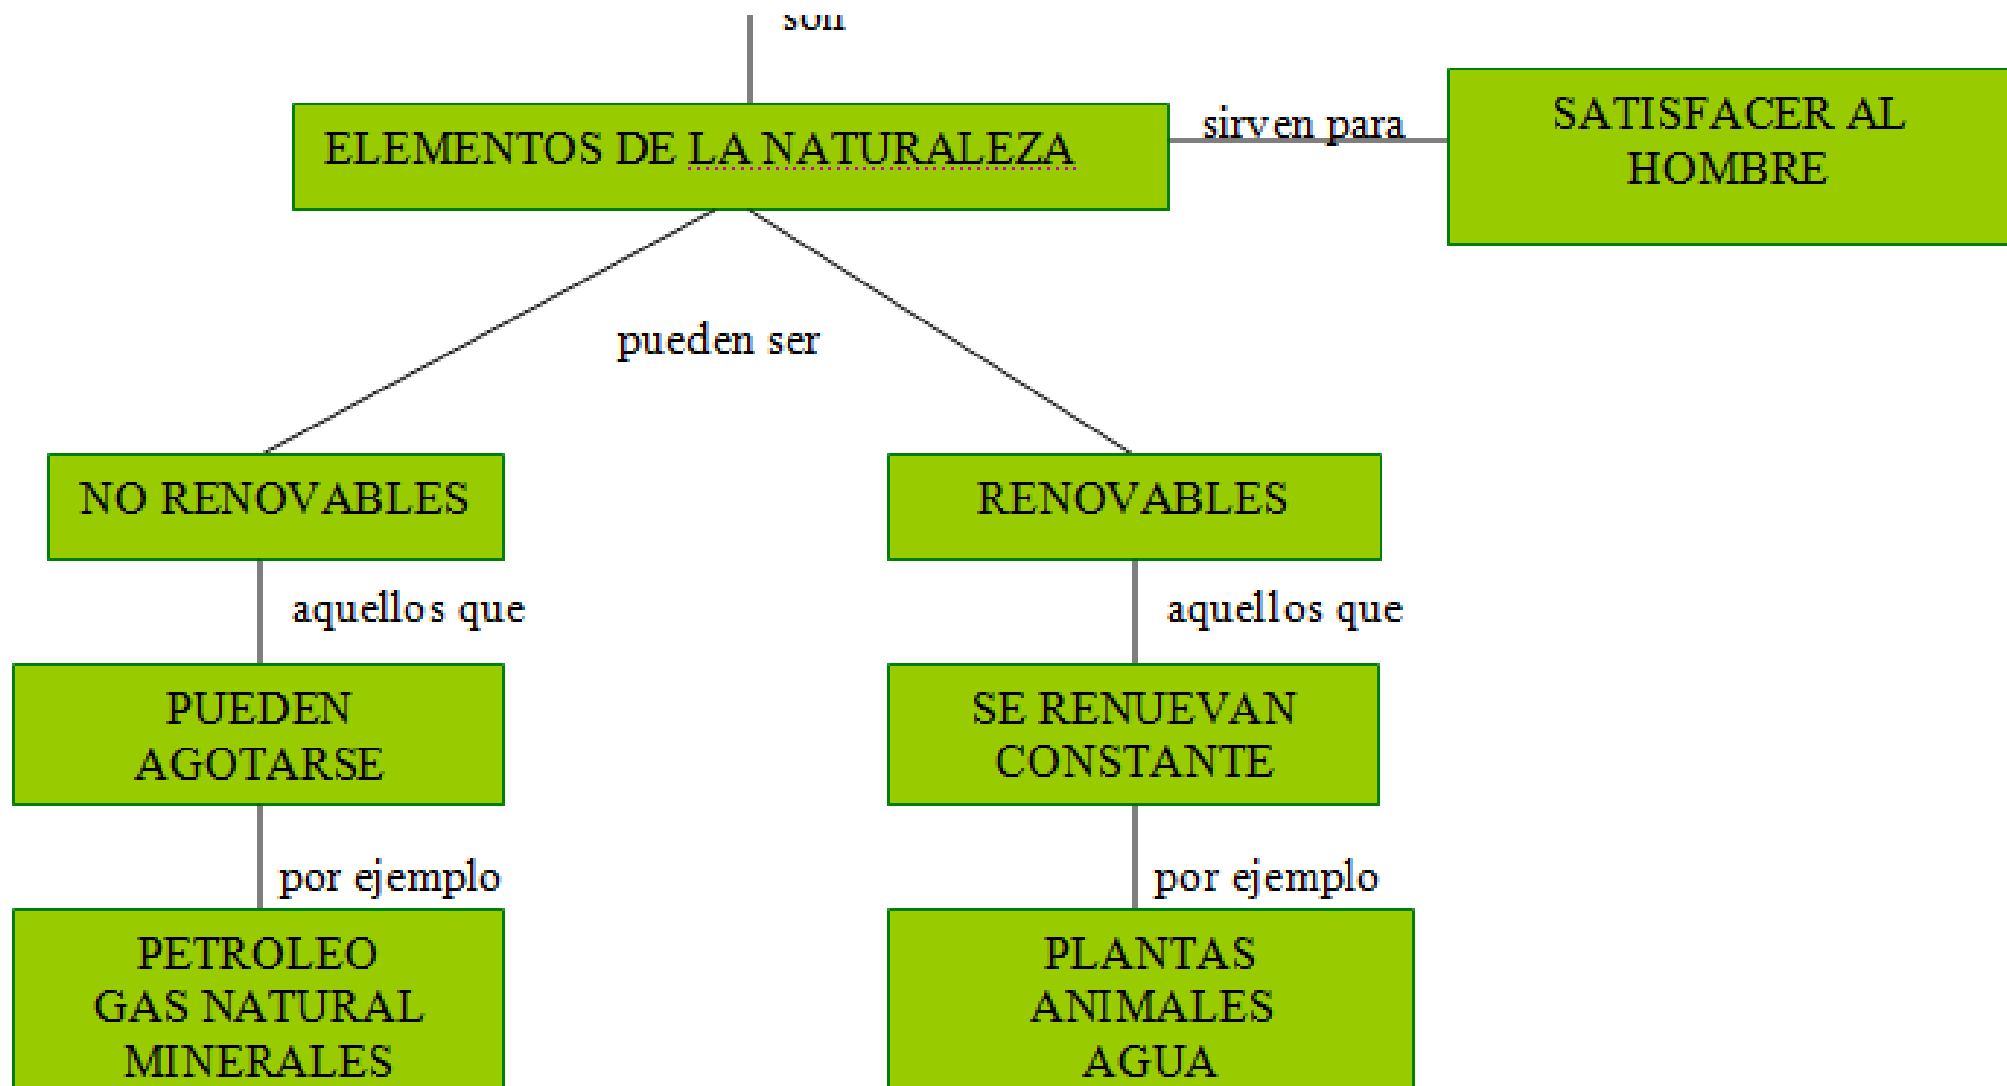 son
ELEMENTOS DE LA NATURALEZA
sirven para
SATISFACER AL
HOMBRE
pueden ser
NO RENOVABLES
RENOVABLES
aquellos que
aquellos que
PUEDEN
AGOTARSE
SE RENUEVAN
CONSTANTE
por ejemplo
por ejemplo
PETROLEO
GAS NATURAL
MINERALES
PLANTAS
ANIMALES
AGUA